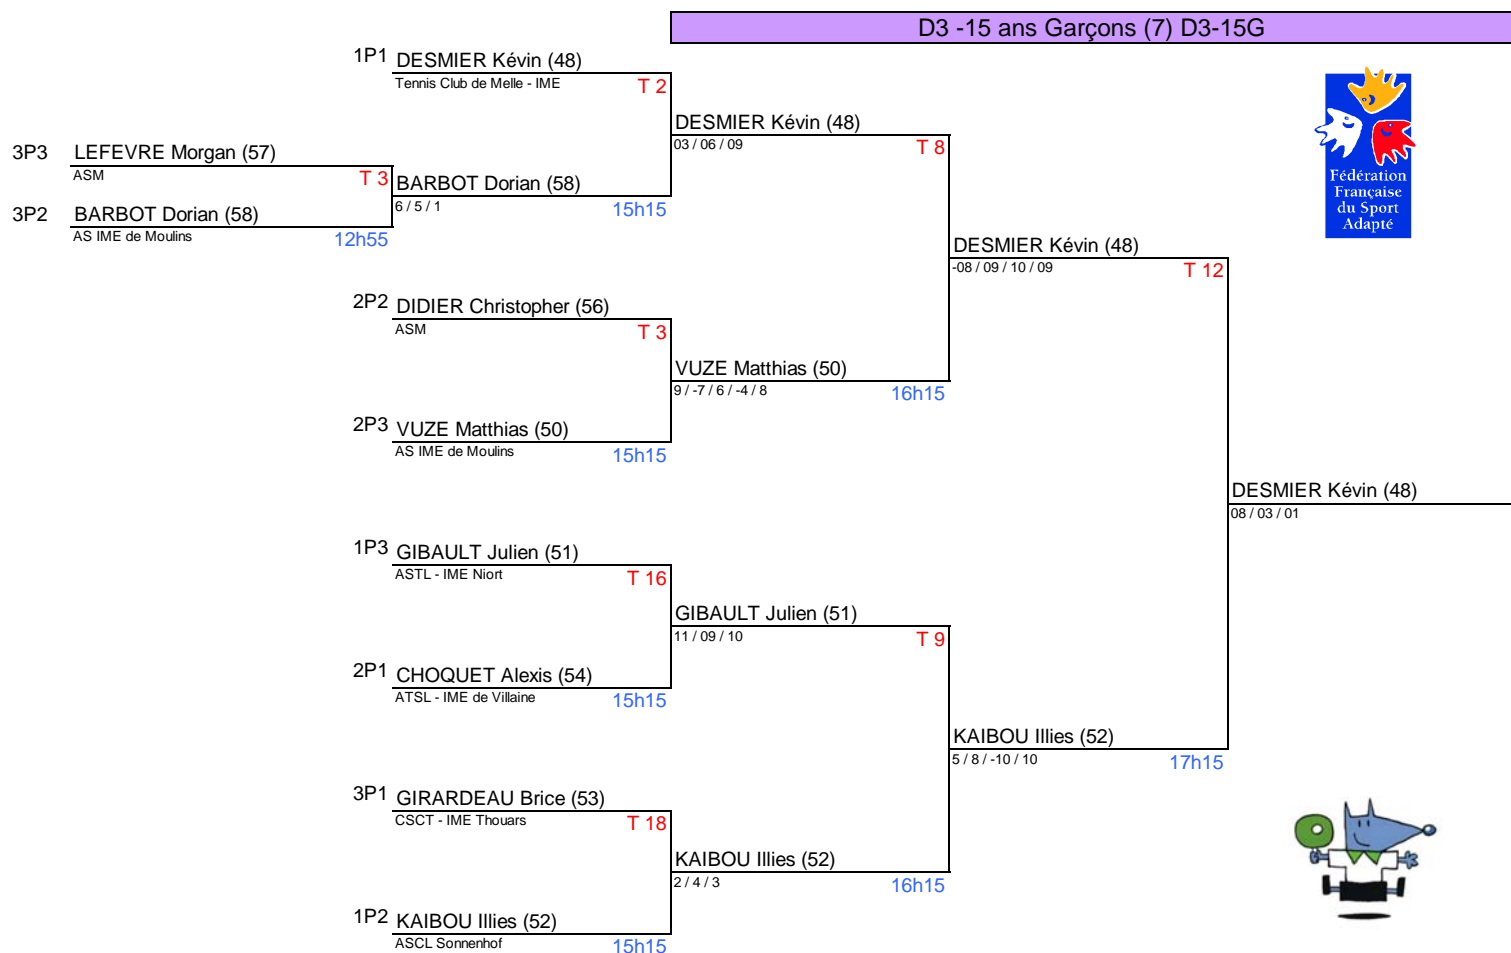 D3 -15 ans Garçons (7) D3-15G
1P1 DESMIER Kévin (48)
Tennis Club de Melle - IME
T 2
DESMIER Kévin (48)
03 / 06 / 09
T 8
3P3 LEFEVRE Morgan (57)
ASM
T 3
BARBOT Dorian (58)
6 / 5 / 1
15h15
3P2 BARBOT Dorian (58)
AS IME de Moulins
12h55
Fédération
Française
du Sport
Adapté
DESMIER Kévin (48)
-08 / 09 / 10 / 09
T 12
2P2 DIDIER Christopher (56)
ASM
T 3
VUZE Matthias (50)
9 / -7 / 6 / -4 / 8
16h15
2P3 VUZE Matthias (50)
AS IME de Moulins
15h15
DESMIER Kévin (48)
08 / 03 / 01
1P3 GIBAULT Julien (51)
ASTL - IME Niort
T 16
GIBAULT Julien (51)
11 / 09 / 10
T 9
2P1 CHOQUET Alexis (54)
ATSL - IME de Villaine
15h15
KAIBOU Illies (52)
5 / 8 / -10 / 10
17h15
3P1 GIRARDEAU Brice (53)
CSCT - IME Thouars
T 18
KAIBOU Illies (52)
2 / 4 / 3
16h15
1P2 KAIBOU Illies (52)
ASCL Sonnenhof
15h15